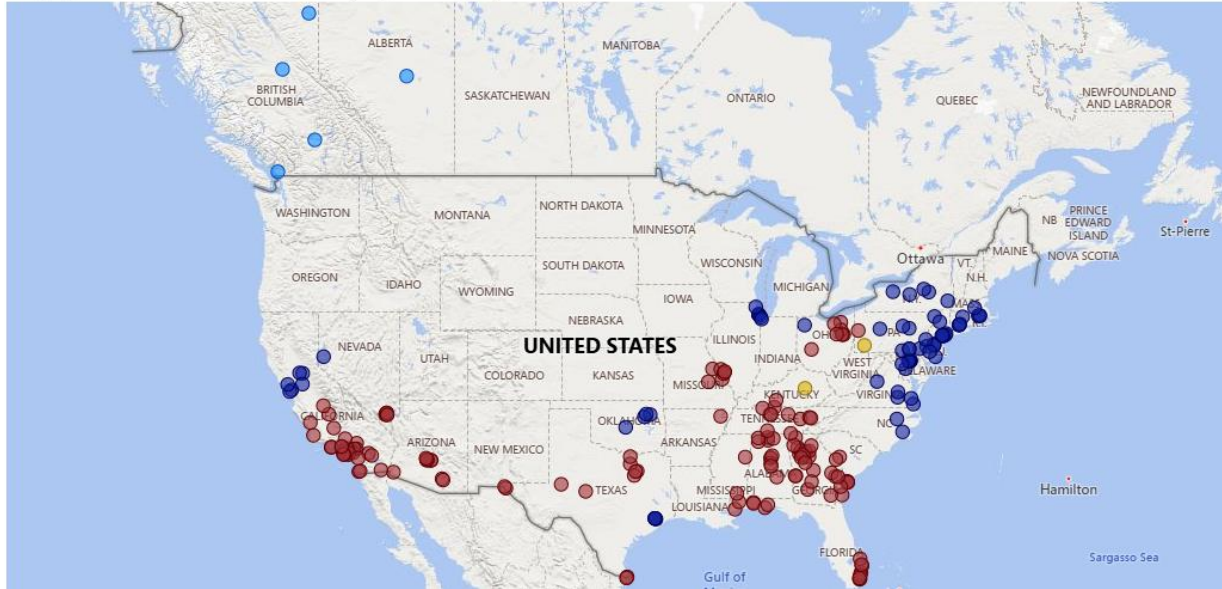 ALBERTA
MANITOBA
BRITISH
COLUMBIA
SASKATCHEWAN
ONTARIO
QUEBEC
NEWFOUNDLAND
AND LABRADOR
WASHINGTON
MONTANA
NORTH DAKOTA
MINNESOTA
NB
PRINCE
EDWARD
ISLAND
St-Pierre
Ottawa
MAINE
NOVA SCOTIA
OREGON
IDAHO
SOUTH DAKOTA
WISCONSIN
MICHIGAN
VT.
N.H.
WYOMING
IOWA
N.Y.
MASS
R.I.
NEBRASKA
ILLINOIS
INDIANA
OHIO
PA
NEVADA
UTAH
UNITED STATES
COLORADO
KANSAS
MISSOURI
WEST
VIRGINIA
DELAWARE
KENTUCKY
VIRGINIA
CALIFORNIA
ARIZONA
NEW MEXICO
OKLAHOMA
ARKANSAS
TENNESSEE
NC
SC
TEXAS
MISSISSIPPI
ALABAMA
GEORGIA
LOUISIANA
Hamilton
FLORIDA
Sargasso Sea
Gulf of